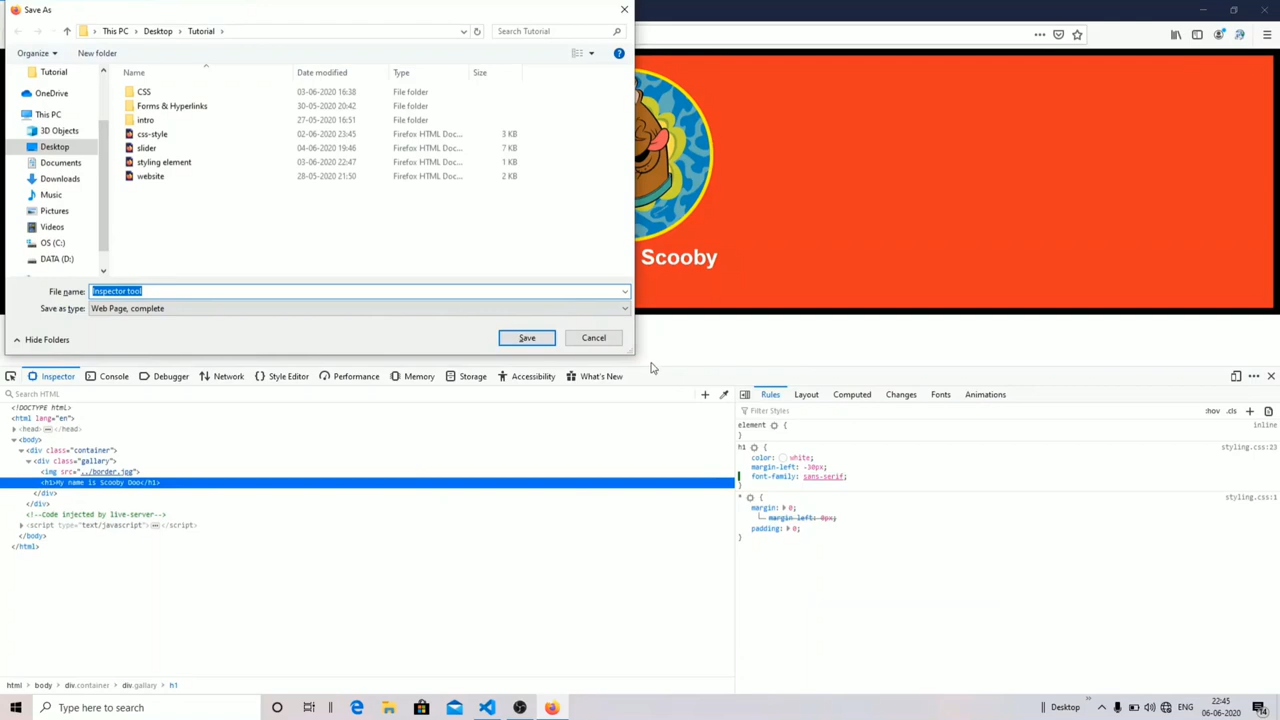 Save As
This PC
Desktop
Tutorial
Search Tutorial
Organize
New folder
Name
Date modified
Type
Size
Tutorial
OneDrive
This PC
3D Objects
Desktop
Documents
Downloads
Music
Pictures
Videos
OS (C:)
DATA (D:)
CSS 03-06-2020 16:38 File folder
Forms & Hyperlinks 30-05-2020 20:42 File folder
intro 27-05-2020 16:51 File folder
css-style 02-06-2020 23:45 Firefox HTML Doc... 3 KB
slider 04-06-2020 19:46 Firefox HTML Doc... 7 KB
styling element 03-06-2020 22:47 Firefox HTML Doc... 1 KB
website 28-05-2020 21:50 Firefox HTML Doc... 2 KB
File name: Inspector tool
Save as type: Web Page, complete
Hide Folders
Save
Cancel
Scooby
Inspector Console Debugger Network Style Editor Performance Memory Storage Accessibility What's New
Search HTML
<!DOCTYPE html>
<html lang="en">
<head> </head>
<body>
<div class="container">
<div class="gallary">
<img src="../border.jpg">
<h1>My name is Scooby Doo</h1>
</div>
</div>
<!--Code injected by live-server-->
<script type="text/javascript"> </script>
</body>
</html>
html body div.container div.gallary h1
Rules Layout Computed Changes Fonts Animations
Filter Styles
:hov .cls
element { inline
}
h1 { styling.css:23
color: white;
margin-left: -30px;
font-family: sans-serif;
}
* { styling.css:1
margin: 0;
margin-left: 0px;
padding: 0;
}
Type here to search
Desktop
ENG
22:45
06-06-2020